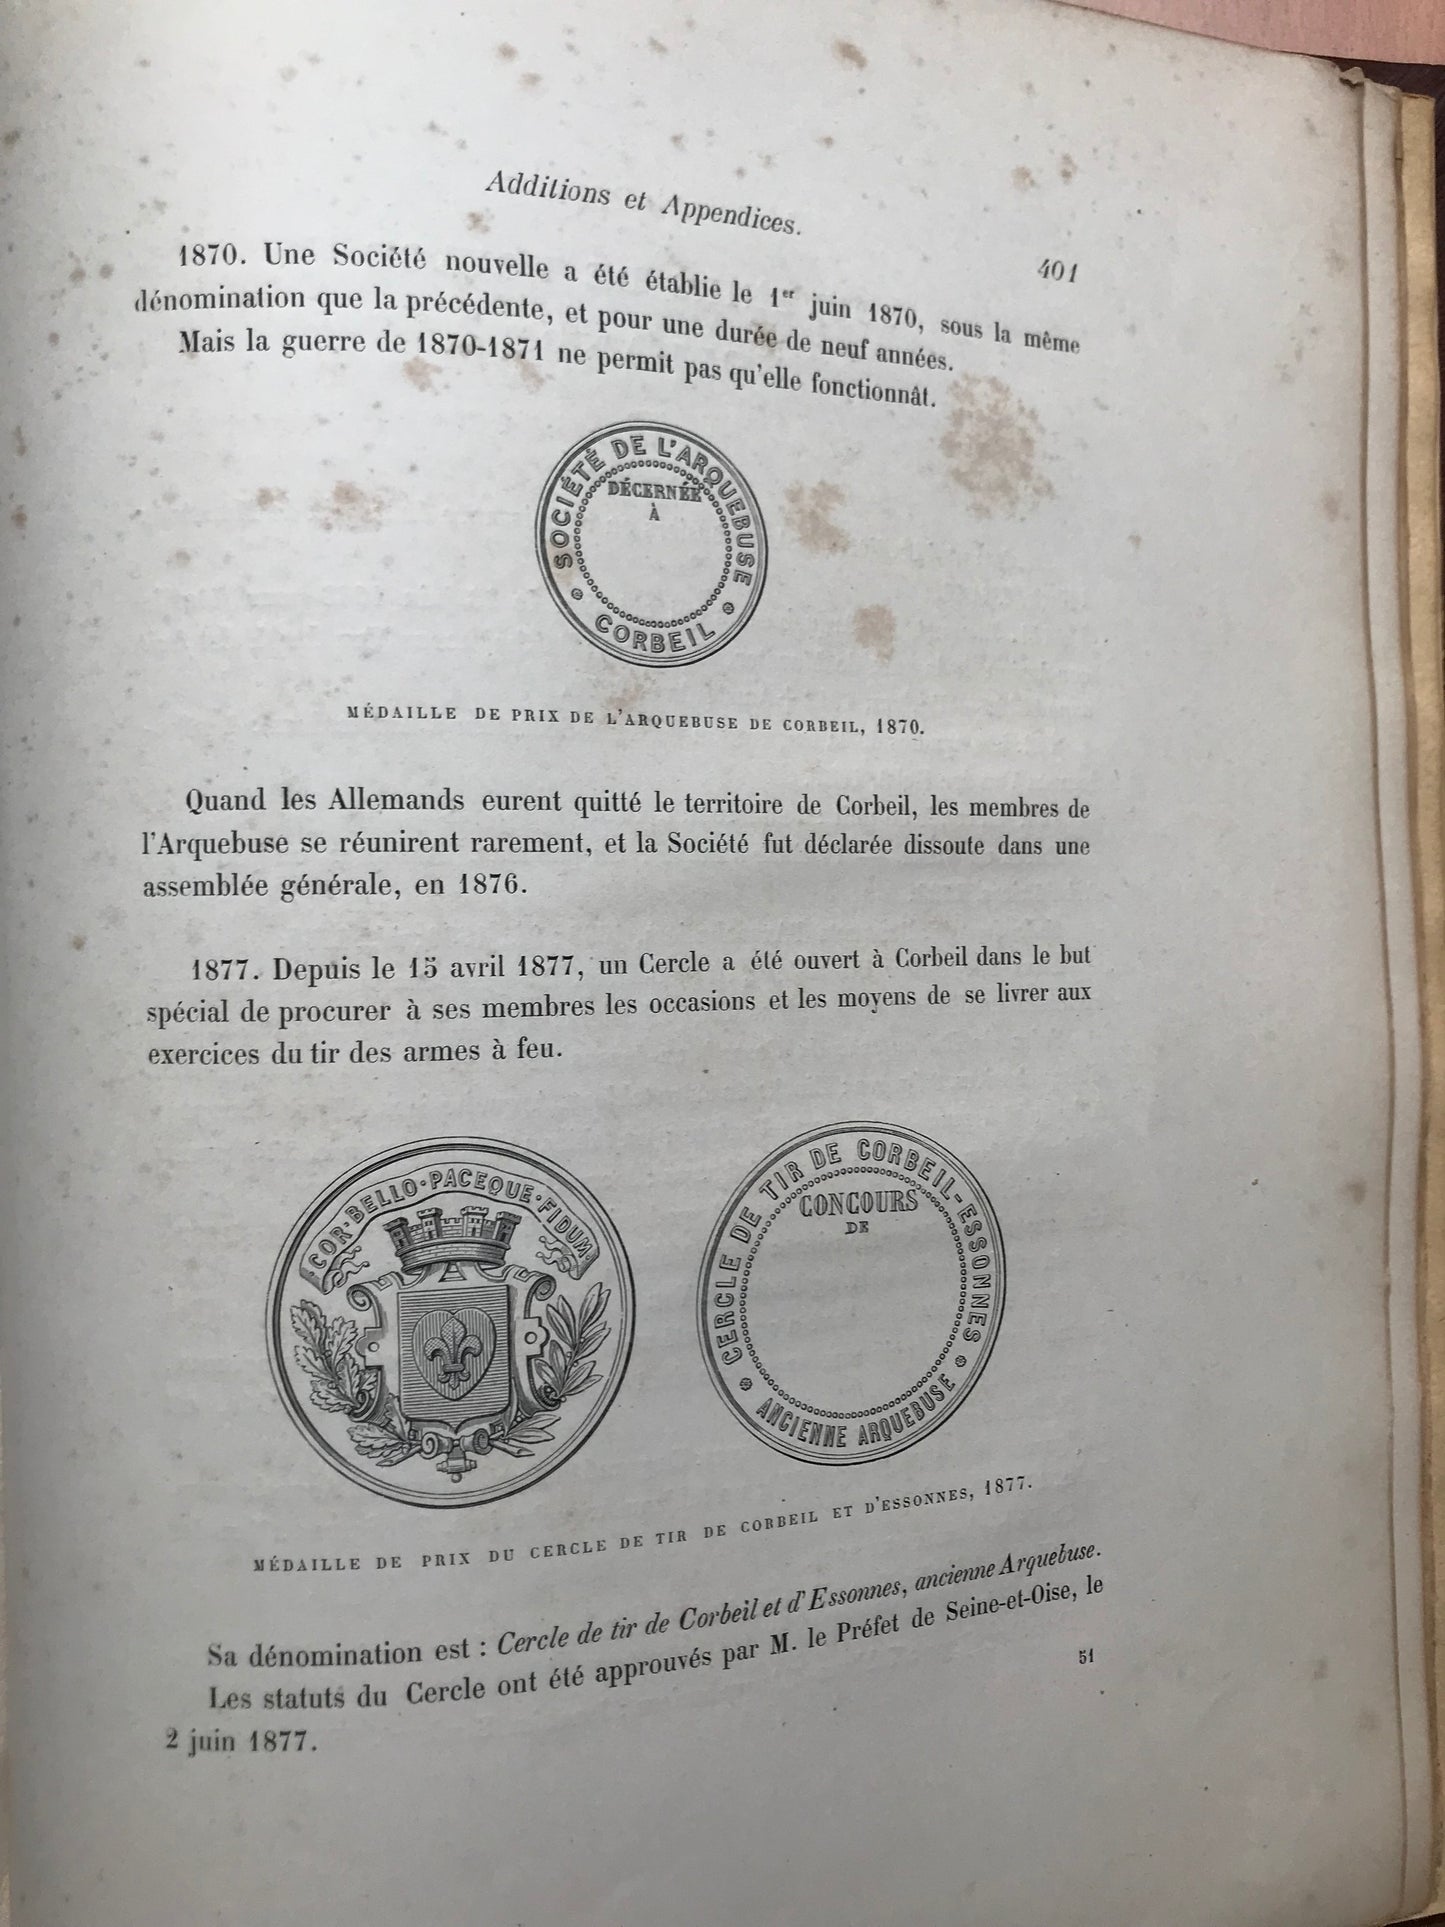 Additions et Appendices.
401
1870. Une Société nouvelle a été établie le 1er juin 1870, sous la même
dénomination que la précédente, et pour une durée de neuf années.
Mais la guerre de 1870-1871 ne permit pas qu'elle fonctionnât.
SOCIÉTÉ DE L'ARQUEBUSE
DÉCERNÉE
À
CORBEIL
MÉDAILLE DE PRIX DE L'ARQUEBUSE DE CORBEIL, 1870.
Quand les Allemands eurent quitté le territoire de Corbeil, les membres de
l'Arquebuse se réunirent rarement, et la Société fut déclarée dissoute dans une
assemblée générale, en 1876.
1877. Depuis le 15 avril 1877, un Cercle a été ouvert à Corbeil dans le but
spécial de procurer à ses membres les occasions et les moyens de se livrer aux
exercices du tir des armes à feu.
COR·BELLO·PACEQUE·FIDUM·
CERCLE DE TIR DE CORBEIL-ESSONNES
CONCOURS
DE
ANCIENNE ARQUEBUSE
MÉDAILLE DE PRIX DU CERCLE DE TIR DE CORBEIL ET D'ESSONNES, 1877.
Sa dénomination est : Cercle de tir de Corbeil et d'Essonnes, ancienne Arquebuse.
Les statuts du Cercle ont été approuvés par M. le Préfet de Seine-et-Oise, le
2 juin 1877.
51